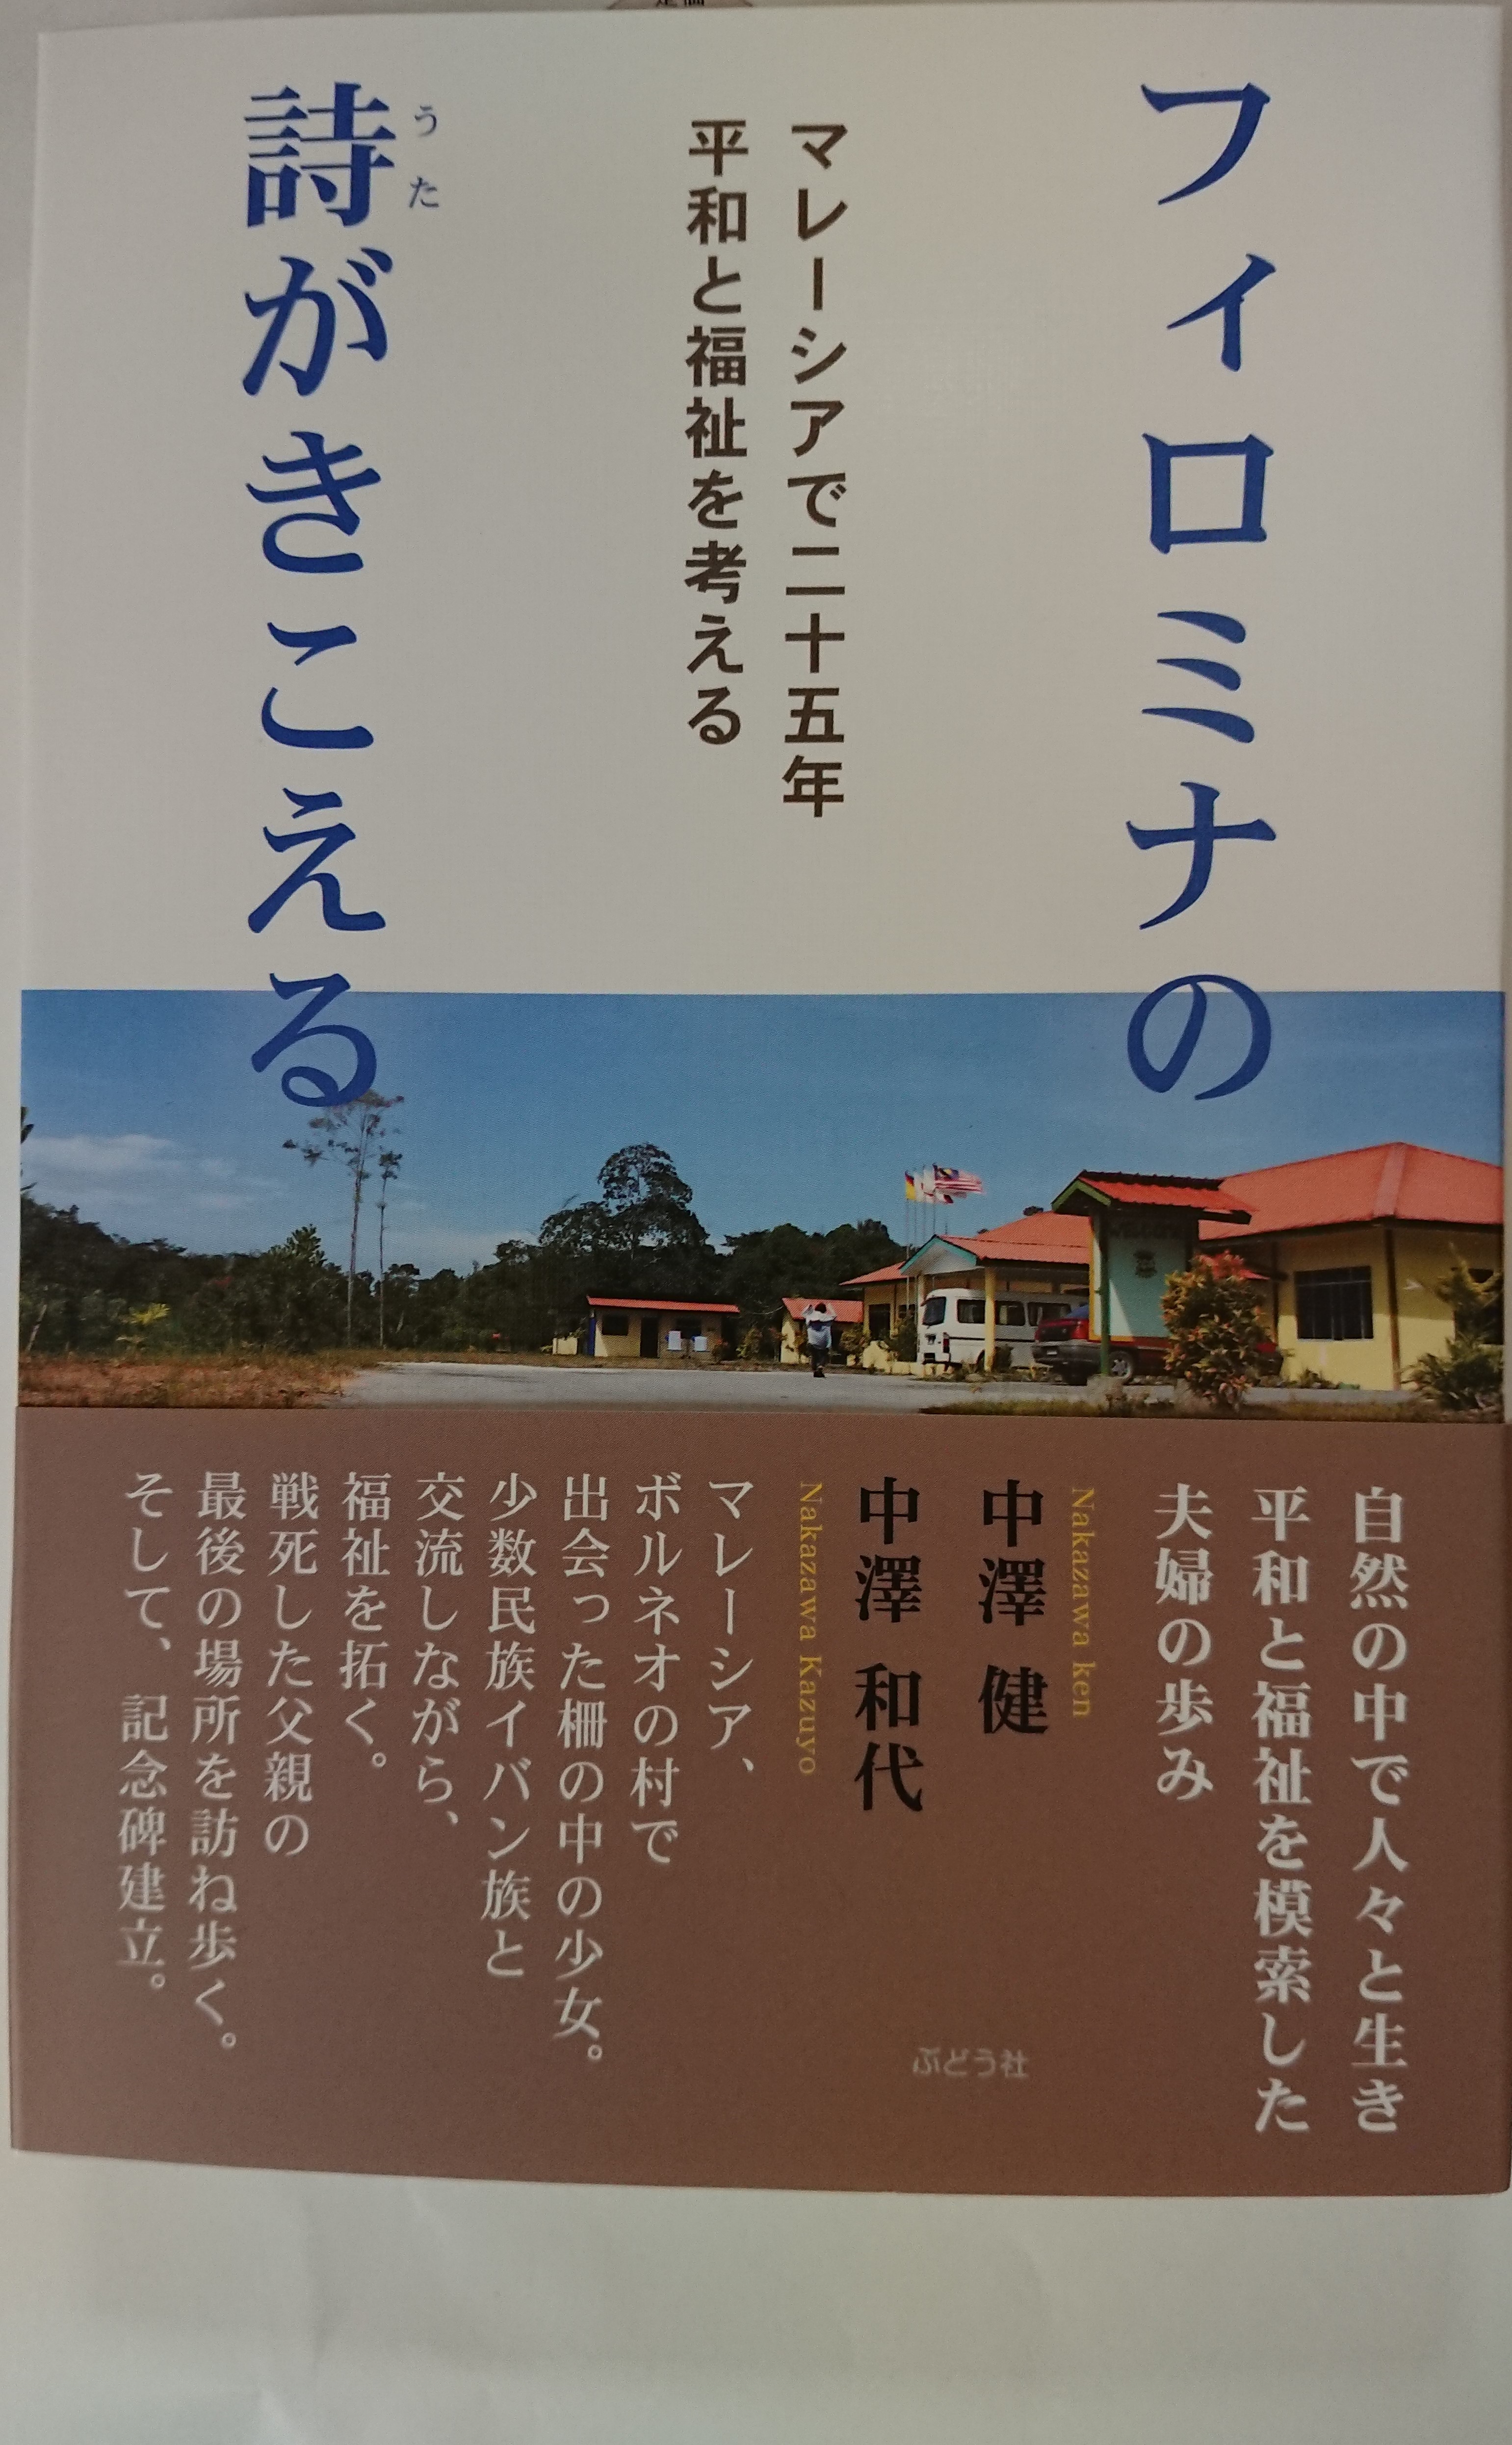 フィロミナの
マレーシアで二十五年
平和と福祉を考える
うた
詩がきこえる
自然の中で人々と生き
平和と福祉を模索した
夫婦の歩み
Nakazawa ken
中澤 健
中澤 和代
Nakazawa Kazuyo
ぶどう社
マレーシア、
ボルネオの村で
出会った柵の中の少女。
少数民族イバン族と
交流しながら、
福祉を拓く。
戦死した父親の
最後の場所を訪ね歩く。
そして、記念碑建立。